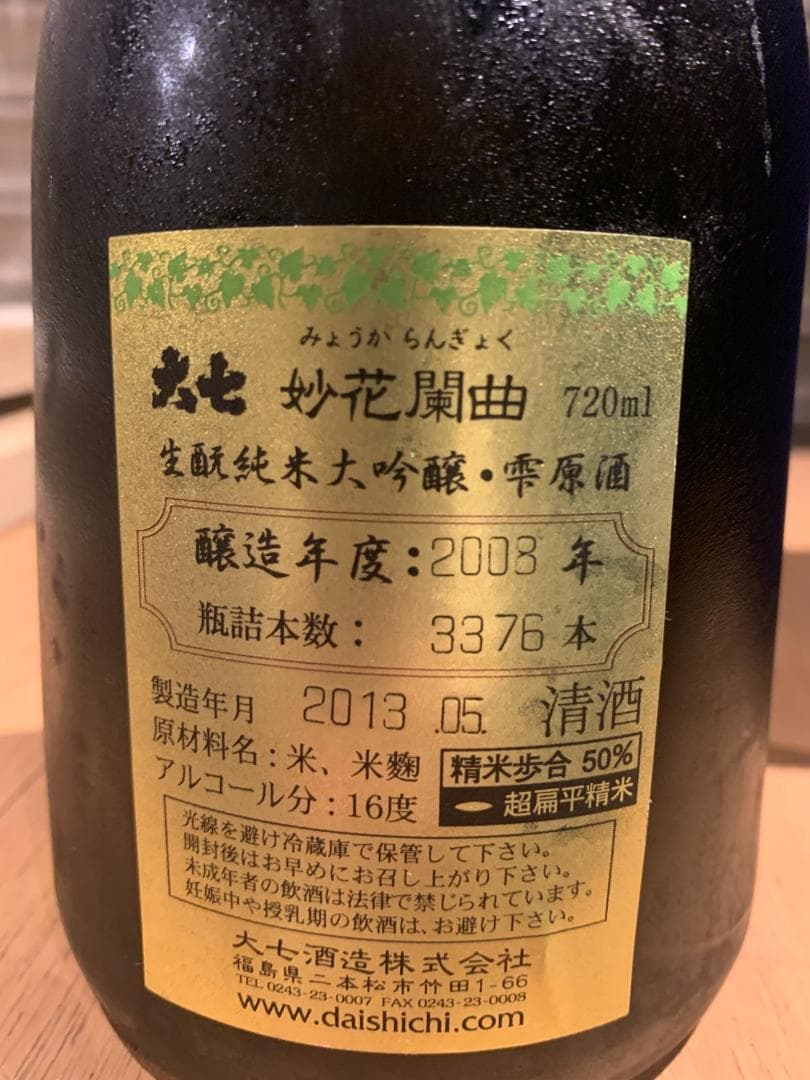 みょうか らんぎょく
大七 妙花闌曲 720ml
生酛純米大吟醸・雫原酒
醸造年度:2008年
瓶詰本数: 3376本
製造年月 2013.05. 清酒
原材料名:米、米麹 精米歩合 50%
アルコール分:16度 超扁平精米
光線を避け冷蔵庫で保管して下さい。
開封後はお早めにお召し上がり下さい。
未成年者の飲酒は法律で禁じられています。
妊娠中や授乳期の飲酒は、お避け下さい。
大七酒造株式会社
福島県二本松市竹田1-66
TEL 0243-23-0007 FAX 0243-23-0008
www.daishichi.com